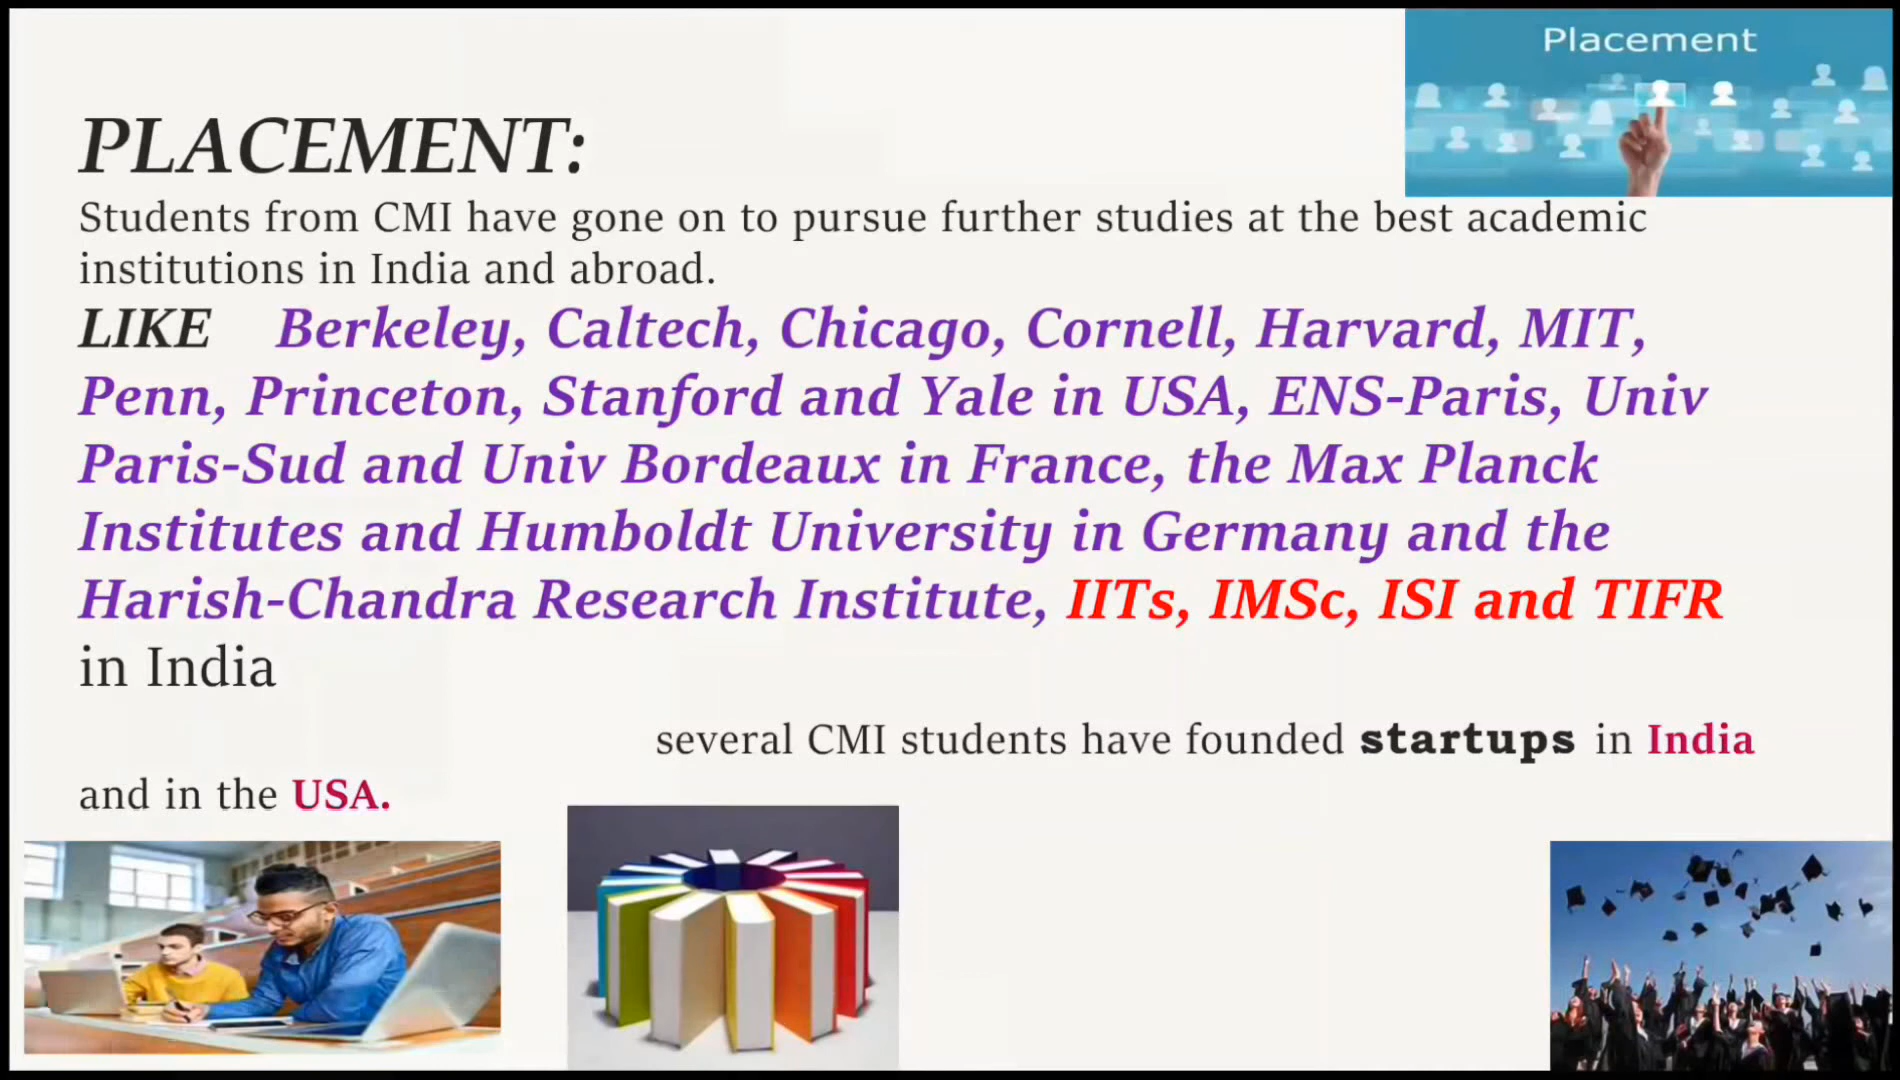 Placement
PLACEMENT:
Students from CMI have gone on to pursue further studies at the best academic
institutions in India and abroad.
LIKE Berkeley, Caltech, Chicago, Cornell, Harvard, MIT,
Penn, Princeton, Stanford and Yale in USA, ENS-Paris, Univ
Paris-Sud and Univ Bordeaux in France, the Max Planck
Institutes and Humboldt University in Germany and the
Harish-Chandra Research Institute, IITs, IMSc, ISI and TIFR
in India
several CMI students have founded startups in India
and in the USA.